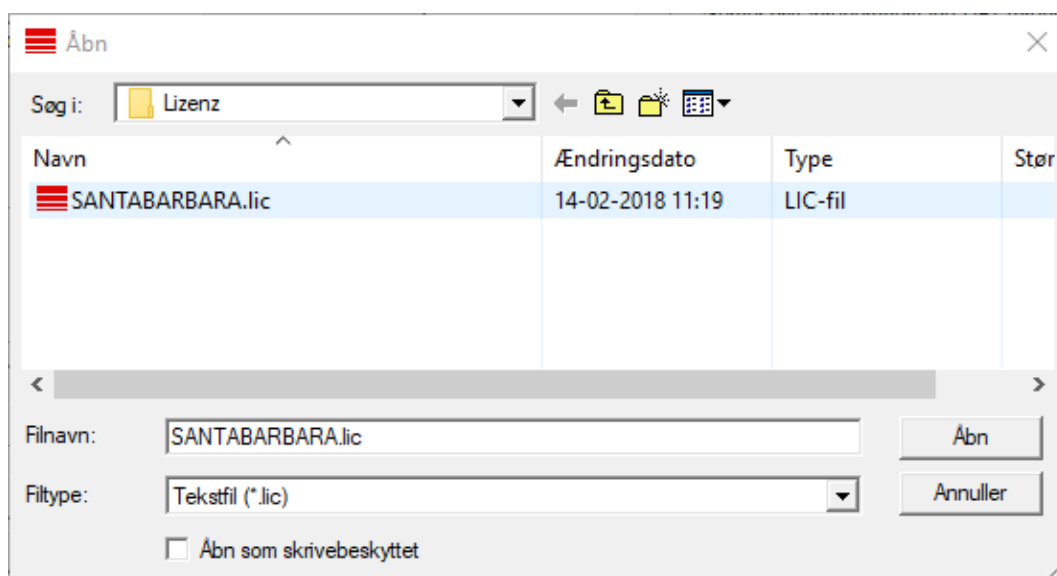 Åbn
Søg i: Lizenz
Navn Ændringsdato Type Stør
SANTABARBARA.lic 14-02-2018 11:19 LIC-fil
Filnavn: SANTABARBARA.lic Åbn
Filtype: Tekstfil (*.lic) Annuller
Åbn som skrivebeskyttet